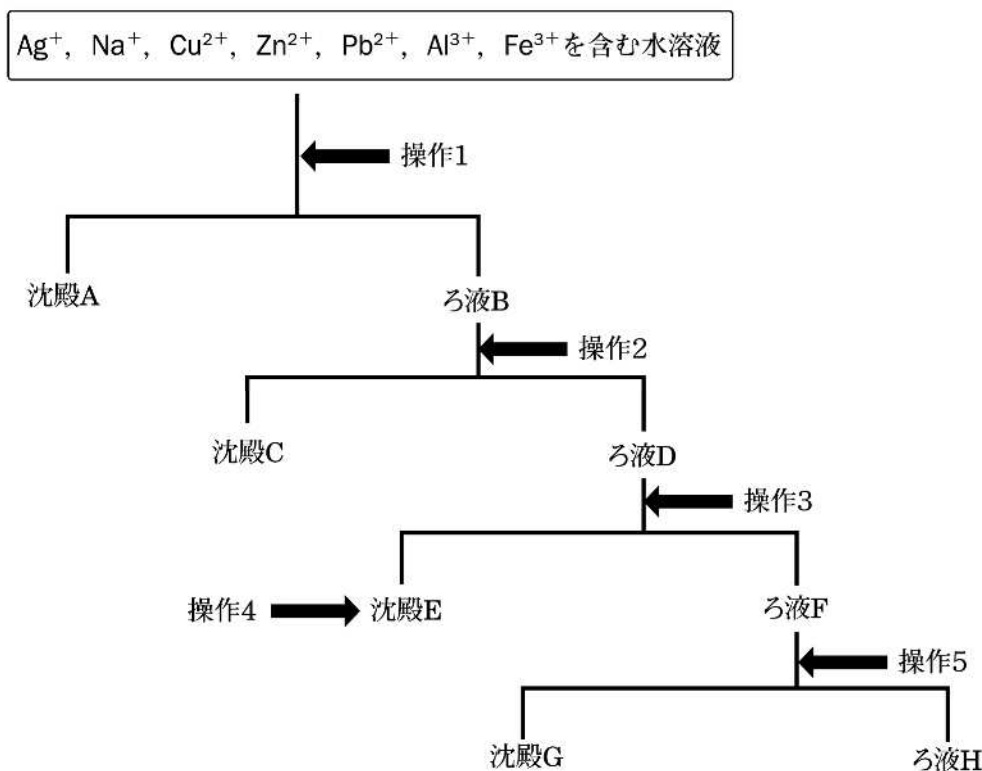 Ag⁺, Na⁺, Cu²⁺, Zn²⁺, Pb²⁺, Al³⁺, Fe³⁺を含む水溶液
操作1
沈殿A
ろ液B
操作2
沈殿C
ろ液D
操作3
操作4
沈殿E
ろ液F
操作5
沈殿G
ろ液H